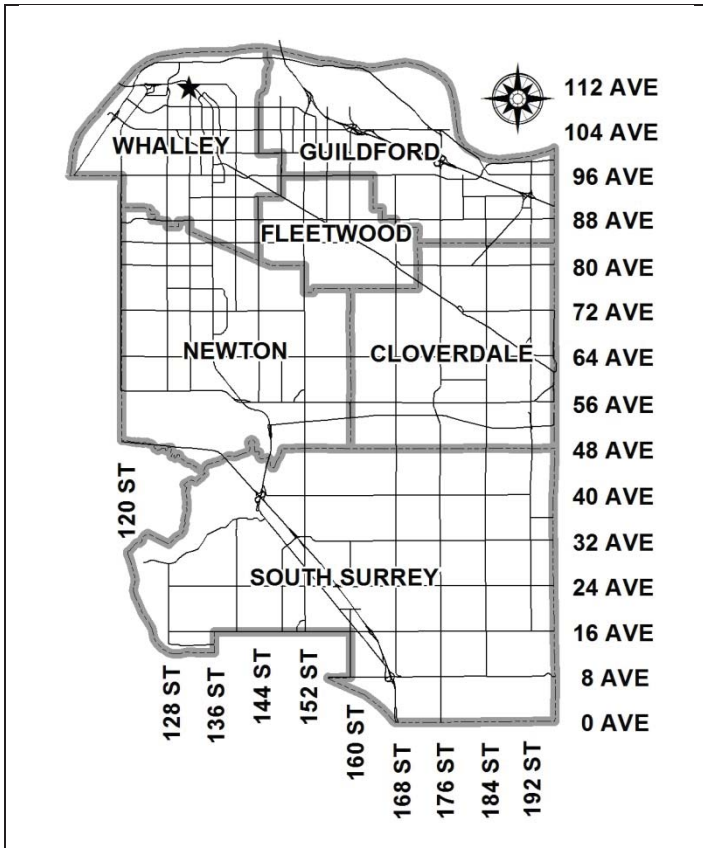 112 AVE
104 AVE
WHALLEY
GUILDFORD
96 AVE
88 AVE
FLEETWOOD
80 AVE
72 AVE
NEWTON
CLOVERDALE
64 AVE
56 AVE
48 AVE
120 ST
40 AVE
32 AVE
SOUTH SURREY
24 AVE
16 AVE
8 AVE
0 AVE
128 ST
136 ST
144 ST
152 ST
160 ST
168 ST
176 ST
184 ST
192 ST